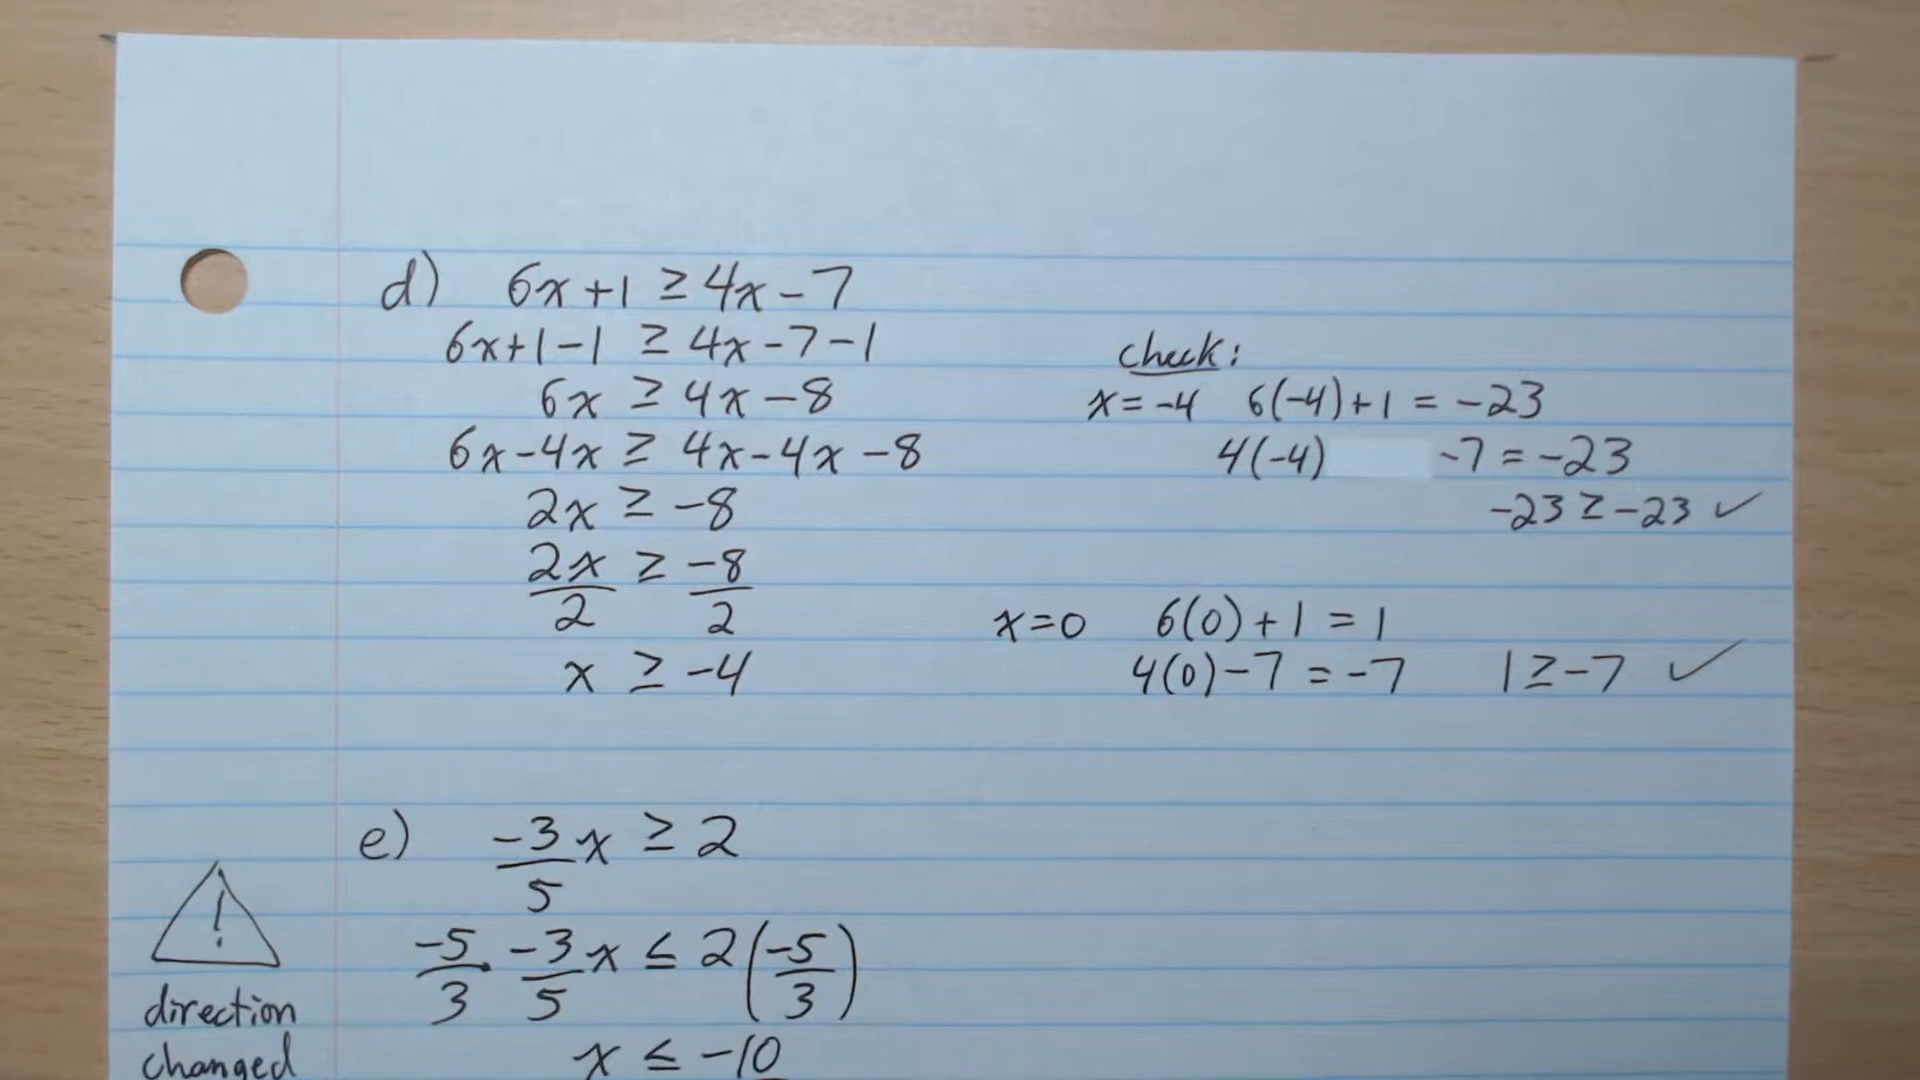 d) 6x+1 ≥ 4x-7
6x+1-1 ≥ 4x-7-1
6x ≥ 4x-8
6x-4x ≥ 4x-4x-8
2x ≥ -8
2x/2 ≥ -8/2
x ≥ -4
check:
x=-4 6(-4)+1 = -23
4(-4) -7 = -23
-23 ≥ -23 ✓
x=0 6(0)+1 = 1
4(0)-7 = -7 1 ≥ -7 ✓
e) -3/5 x ≥ 2
-5/3 · -3/5 x ≤ 2(-5/3)
x ≤ -10
!
direction
changed